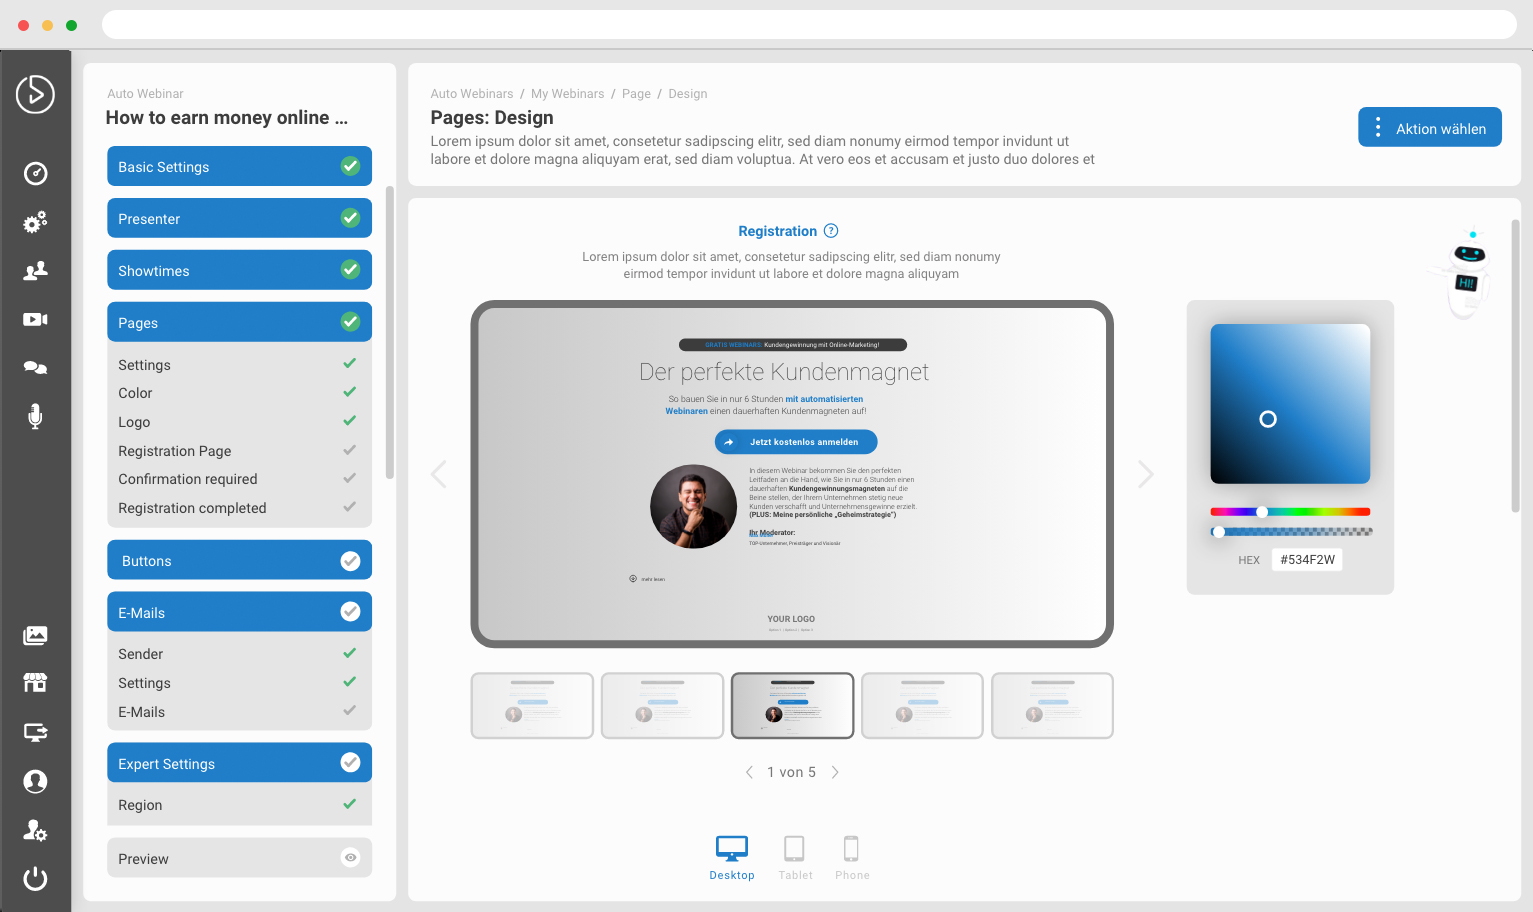 Auto Webinar
How to earn money online ...
Basic Settings
Presenter
Showtimes
Pages
Settings
Color
Logo
Registration Page
Confirmation required
Registration completed
Buttons
E-Mails
Sender
Settings
E-Mails
Expert Settings
Region
Preview
Auto Webinars / My Webinars / Page / Design
Pages: Design
Lorem ipsum dolor sit amet, consetetur sadipscing elitr, sed diam nonumy eirmod tempor invidunt ut
labore et dolore magna aliquyam erat, sed diam voluptua. At vero eos et accusam et justo duo dolores et
Aktion wählen
Registration ?
Lorem ipsum dolor sit amet, consetetur sadipscing elitr, sed diam nonumy
eirmod tempor invidunt ut labore et dolore magna aliquyam
HI!
GRATIS WEBINARS: Kundengewinnung mit Online-Marketing!
Der perfekte Kundenmagnet
So bauen Sie in nur 6 Stunden mit automatisierten
Webinaren einen dauerhaften Kundenmagneten auf!
Jetzt kostenlos anmelden
In diesem Webinar bekommen Sie den perfekten
Leitfaden an die Hand, wie Sie in nur 6 Stunden einen
dauerhaften Kundengewinnungsmagneten auf die
Beine stellen, der Ihrem Unternehmen stetig neue
Kunden verschafft und Unternehmensgewinne erzielt.
(PLUS: Meine persönliche „Geheimstrategie")
Ihr Moderator:
TOP-Unternehmer, Preisträger und Visionär
mehr lesen
YOUR LOGO
HEX #534F2W
1 von 5
Desktop
Tablet
Phone